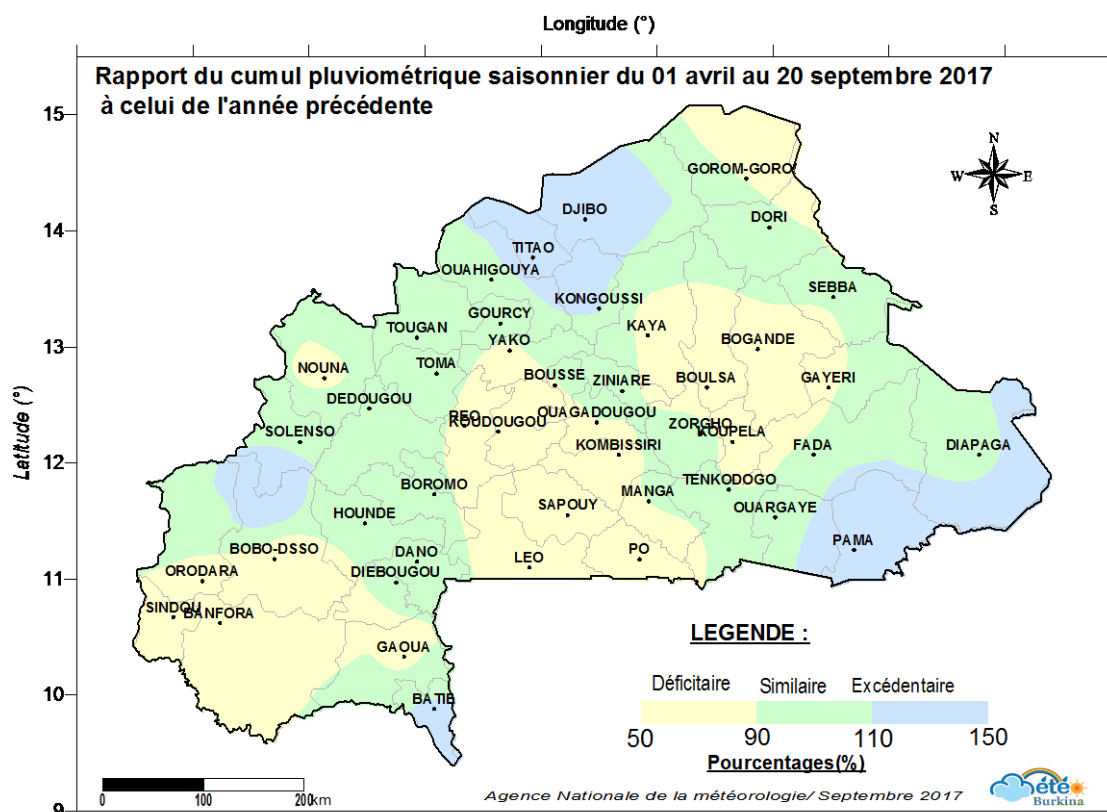 Longitude (°)
Rapport du cumul pluviométrique saisonnier du 01 avril au 20 septembre 2017
à celui de l'année précédente
15
14
13
12
11
10
9
Latitude (°)
N
W E
S
GOROM-GORO
DJIBO
DORI
TITAO
OUAHIGOUYA
SEBBA
KONGOUSSI
GOURCY
TOUGAN
KAYA
YAKO
BOGANDE
NOUNA
TOMA
BOUSSE
ZINIARE
BOULSA
GAYERI
DEDOUGOU
REO
KOUDOUGOU
OUAGADOUGOU
ZORGHO
KOUPELA
SOLENSO
KOMBISSIRI
FADA
DIAPAGA
BOROMO
TENKODOGO
MANGA
SAPOUY
OUARGAYE
HOUNDE
PAMA
BOBO-DSSO
DANO
LEO
PO
ORODARA
DIEBOUGOU
SINDOU
BANFORA
GAOUA
BATIE
LEGENDE :
Déficitaire Similaire Excédentaire
50 90 110 150
Pourcentages(%)
0 100 200 km
Agence Nationale de la météorologie/ Septembre 2017
Météo
Burkina